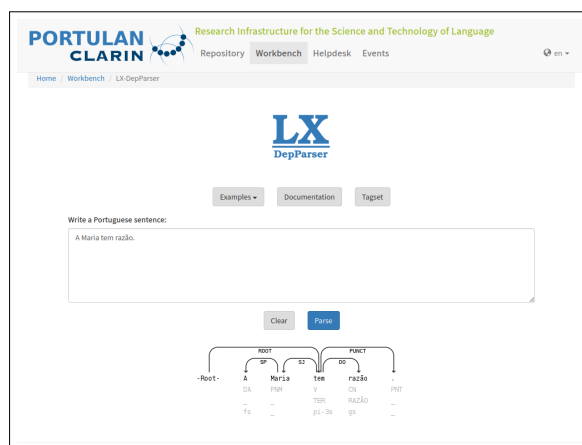 PORTULAN
CLARIN
Research Infrastructure for the Science and Technology of Language
Repository Workbench Helpdesk Events
en
Home / Workbench / LX-DepParser
LX
DepParser
Examples Documentation Tagset
Write a Portuguese sentence:
A Maria tem razão.
Clear Parse
ROOT PUNCT
SP SJ DO
-Root- A Maria tem razão .
DA PNM V CN PNT
_ _ TER RAZÃO _
fs _ pi-3s gs _